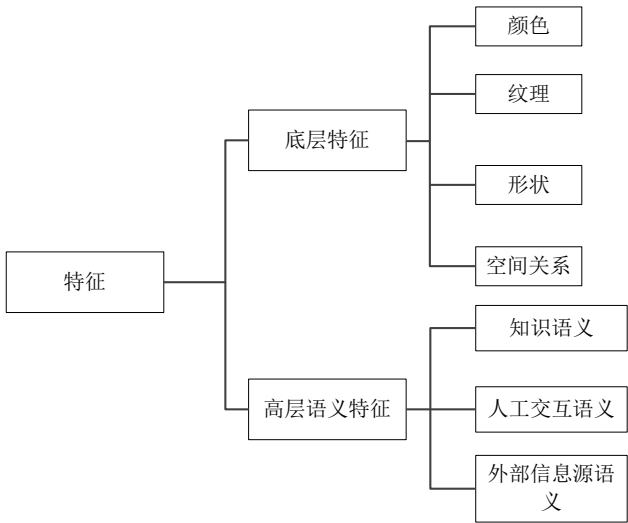 特征
底层特征
颜色
纹理
形状
空间关系
高层语义特征
知识语义
人工交互语义
外部信息源语
义